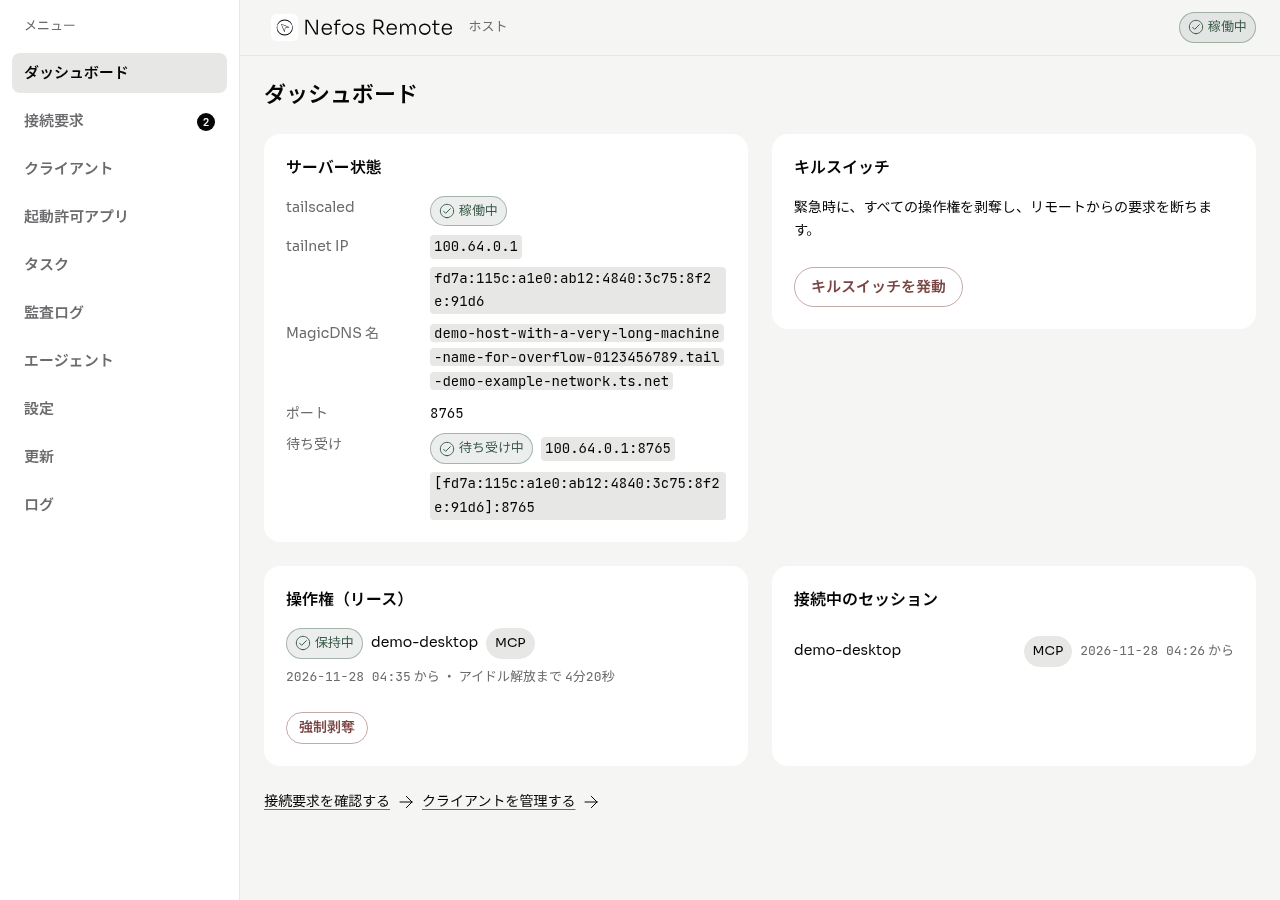 メニュー
ダッシュボード
接続要求 2
クライアント
起動許可アプリ
タスク
監査ログ
エージェント
設定
更新
ログ
Nefos Remote ホスト
稼働中
ダッシュボード
サーバー状態
tailscaled 稼働中
tailnet IP 100.64.0.1
fd7a:115c:a1e0:ab12:4840:3c75:8f2
e:91d6
MagicDNS 名 demo-host-with-a-very-long-machine
-name-for-overflow-0123456789.tail
-demo-example-network.ts.net
ポート 8765
待ち受け 待ち受け中 100.64.0.1:8765
[fd7a:115c:a1e0:ab12:4840:3c75:8f2
e:91d6]:8765
キルスイッチ
緊急時に、すべての操作権を剥奪し、リモートからの要求を断ちま
す。
キルスイッチを発動
操作権（リース）
保持中 demo-desktop MCP
2026-11-28 04:35 から・アイドル解放まで 4分20秒
強制剥奪
接続中のセッション
demo-desktop MCP 2026-11-28 04:26 から
接続要求を確認する → クライアントを管理する →